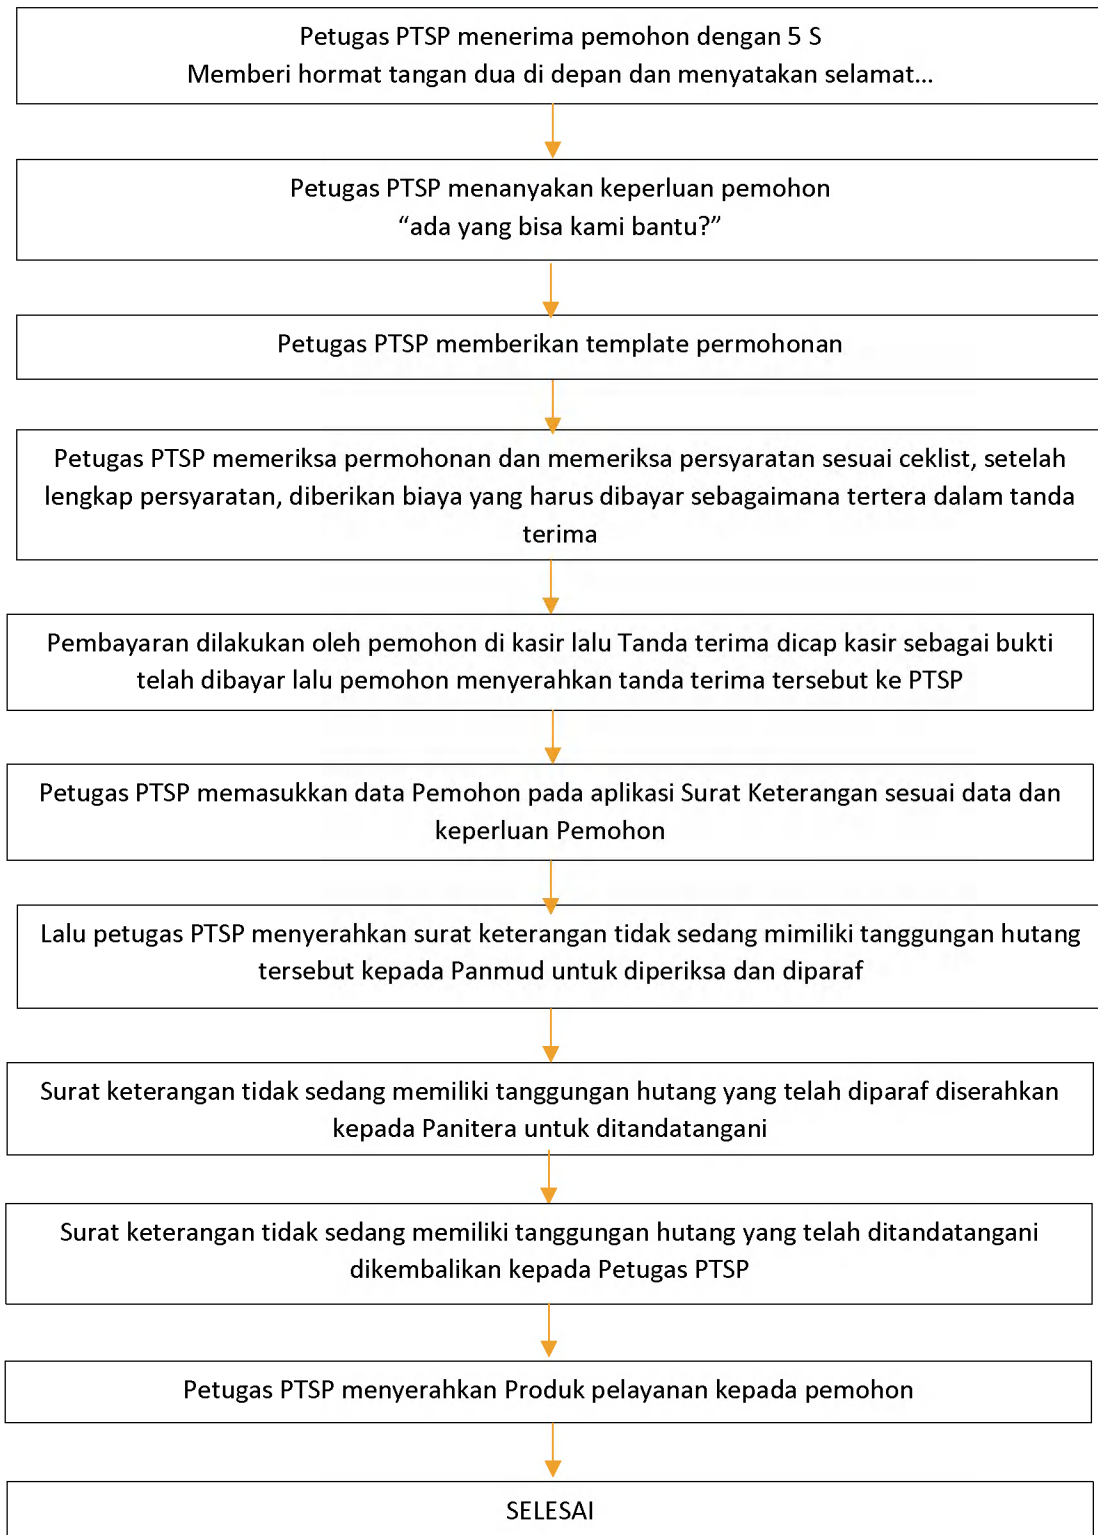 Petugas PTSP menerima pemohon dengan 5 S
Memberi hormat tangan dua di depan dan menyatakan selamat...
Petugas PTSP menanyakan keperluan pemohon
“ada yang bisa kami bantu?”
Petugas PTSP memberikan template permohonan
Petugas PTSP memeriksa permohonan dan memeriksa persyaratan sesuai ceklist, setelah
lengkap persyaratan, diberikan biaya yang harus dibayar sebagaimana tertera dalam tanda
terima
Pembayaran dilakukan oleh pemohon di kasir lalu Tanda terima dicap kasir sebagai bukti
telah dibayar lalu pemohon menyerahkan tanda terima tersebut ke PTSP
Petugas PTSP memasukkan data Pemohon pada aplikasi Surat Keterangan sesuai data dan
keperluan Pemohon
Lalu petugas PTSP menyerahkan surat keterangan tidak sedang mimiliki tanggungan hutang
tersebut kepada Panmud untuk diperiksa dan diparaf
Surat keterangan tidak sedang memiliki tanggungan hutang yang telah diparaf diserahkan
kepada Panitera untuk ditandatangani
Surat keterangan tidak sedang memiliki tanggungan hutang yang telah ditandatangani
dikembalikan kepada Petugas PTSP
Petugas PTSP menyerahkan Produk pelayanan kepada pemohon
SELESAI